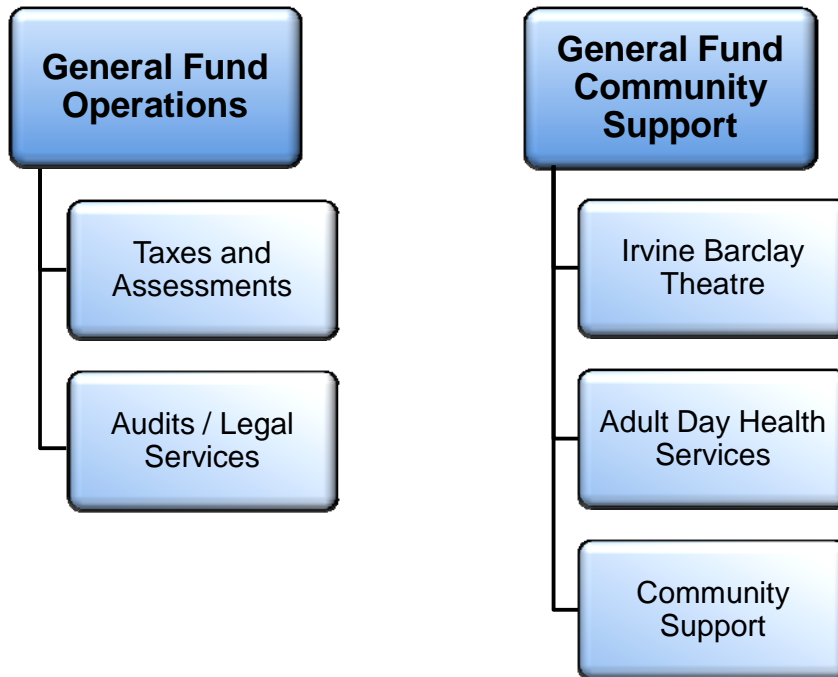 General Fund
Operations
Taxes and
Assessments
Audits / Legal
Services
General Fund
Community
Support
Irvine Barclay
Theatre
Adult Day Health
Services
Community
Support